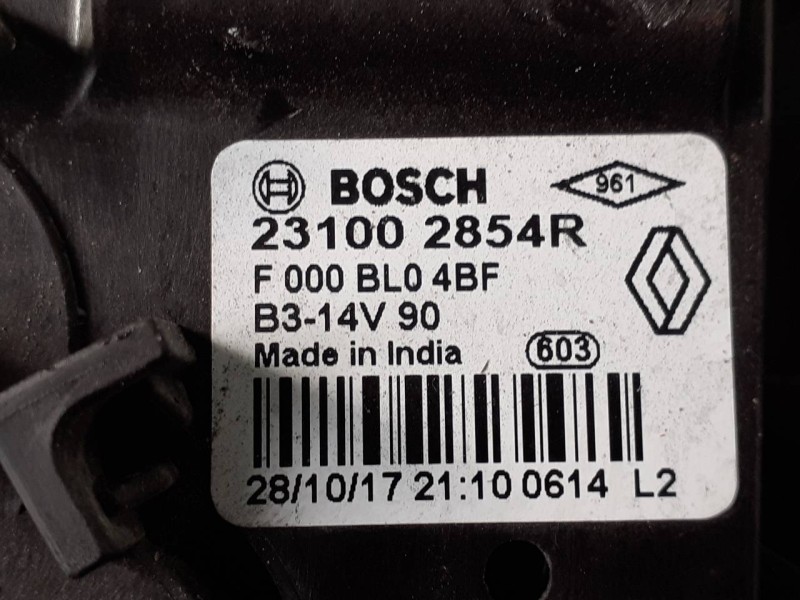 BOSCH 961
23100 2854R
F 000 BL0 4BF
B3-14V 90
Made in India 603
28/10/17 21:10 0614 L2